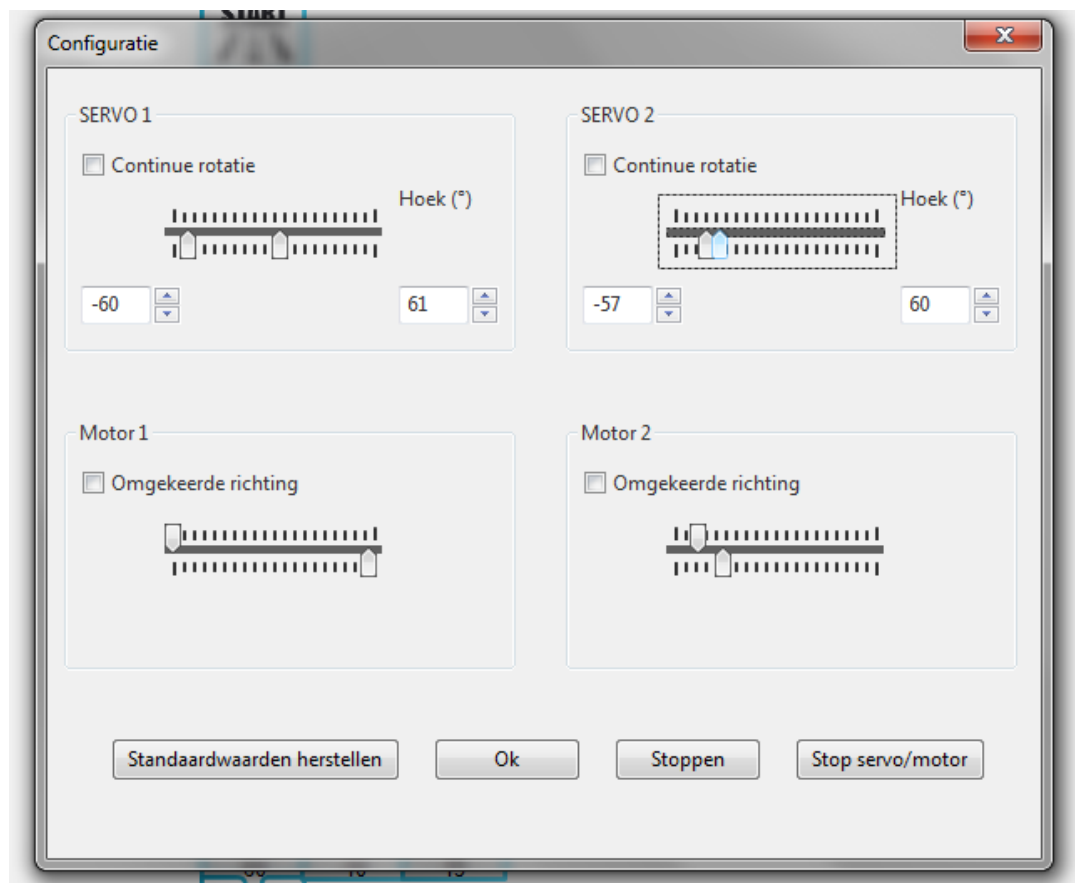 START
Configuratie
SERVO 1
Continue rotatie
Hoek (°)
-60
61
SERVO 2
Continue rotatie
Hoek (°)
-57
60
Motor 1
Omgekeerde richting
Motor 2
Omgekeerde richting
Standaardwaarden herstellen
Ok
Stoppen
Stop servo/motor